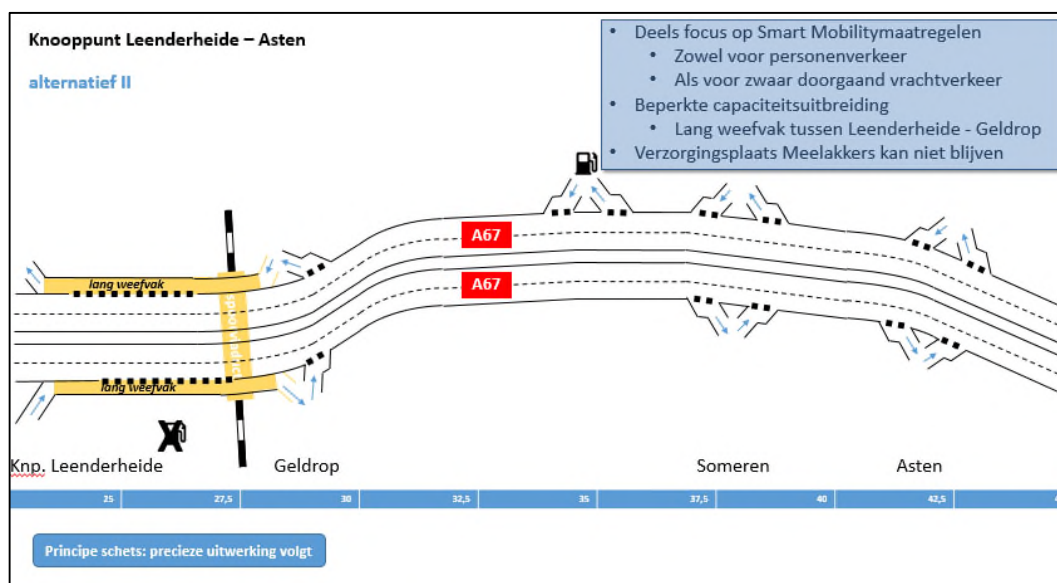 Knooppunt Leenderheide – Asten
alternatief II
• Deels focus op Smart Mobilitymaatregelen
• Zowel voor personenverkeer
• Als voor zwaar doorgaand vrachtverkeer
• Beperkte capaciteitsuitbreiding
• Lang weefvak tussen Leenderheide - Geldrop
• Verzorgingsplaats Meelakkers kan niet blijven
A67
A67
lang weefvak
lang weefvak
Knp. Leenderheide
Geldrop
Someren
Asten
25
27,5
30
32,5
35
37,5
40
42,5
Principe schets: precieze uitwerking volgt